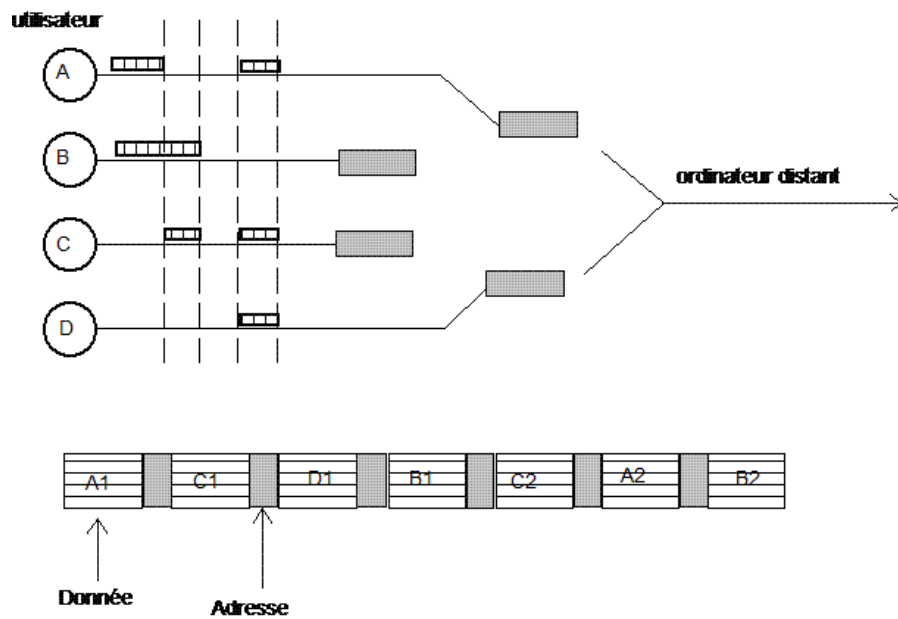 utilisateur
A
B
ordinateur distant
C
D
A1 C1 D1 B1 C2 A2 B2
Donnée
Adresse